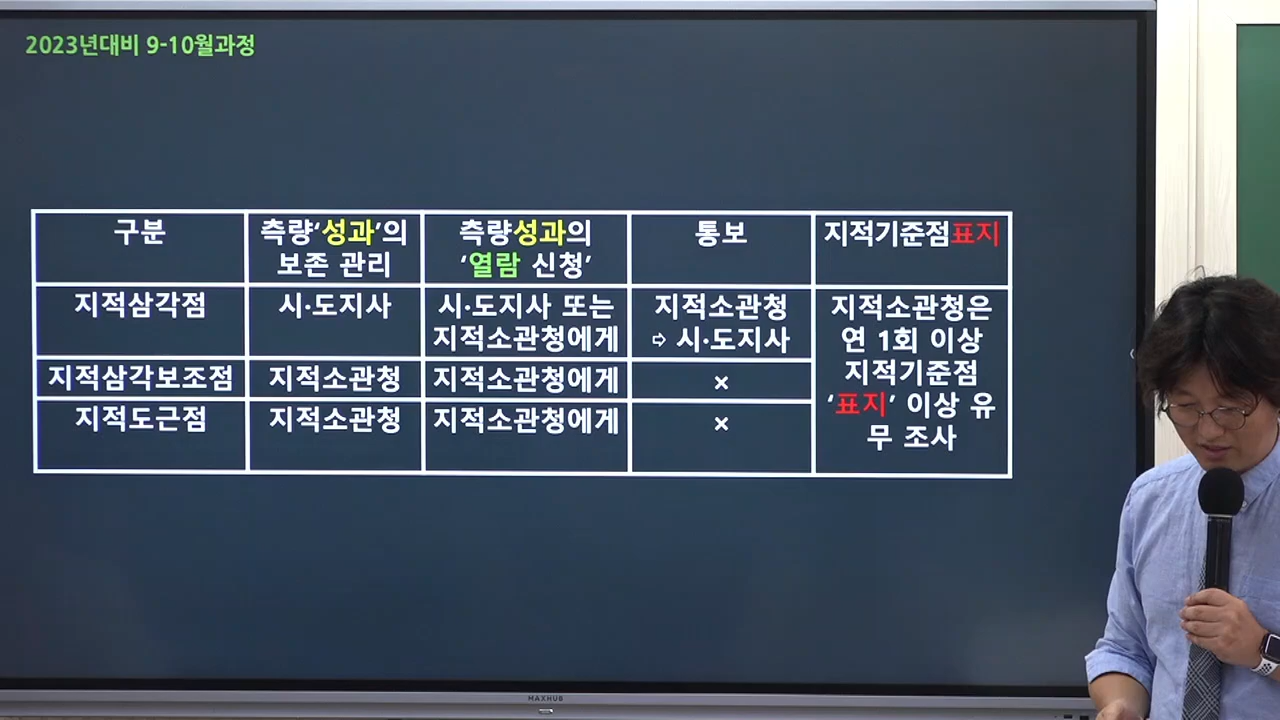 2023년대비 9-10월과정
구분
측량‘성과’의
보존 관리
측량성과의
‘열람 신청’
통보
지적기준점표지
지적삼각점
시·도지사
시·도지사 또는
지적소관청에게
지적소관청
⇨ 시·도지사
지적소관청은
연 1회 이상
지적기준점
‘표지’ 이상 유
무 조사
지적삼각보조점
지적소관청
지적소관청에게
×
지적도근점
지적소관청
지적소관청에게
×
MAXHUB